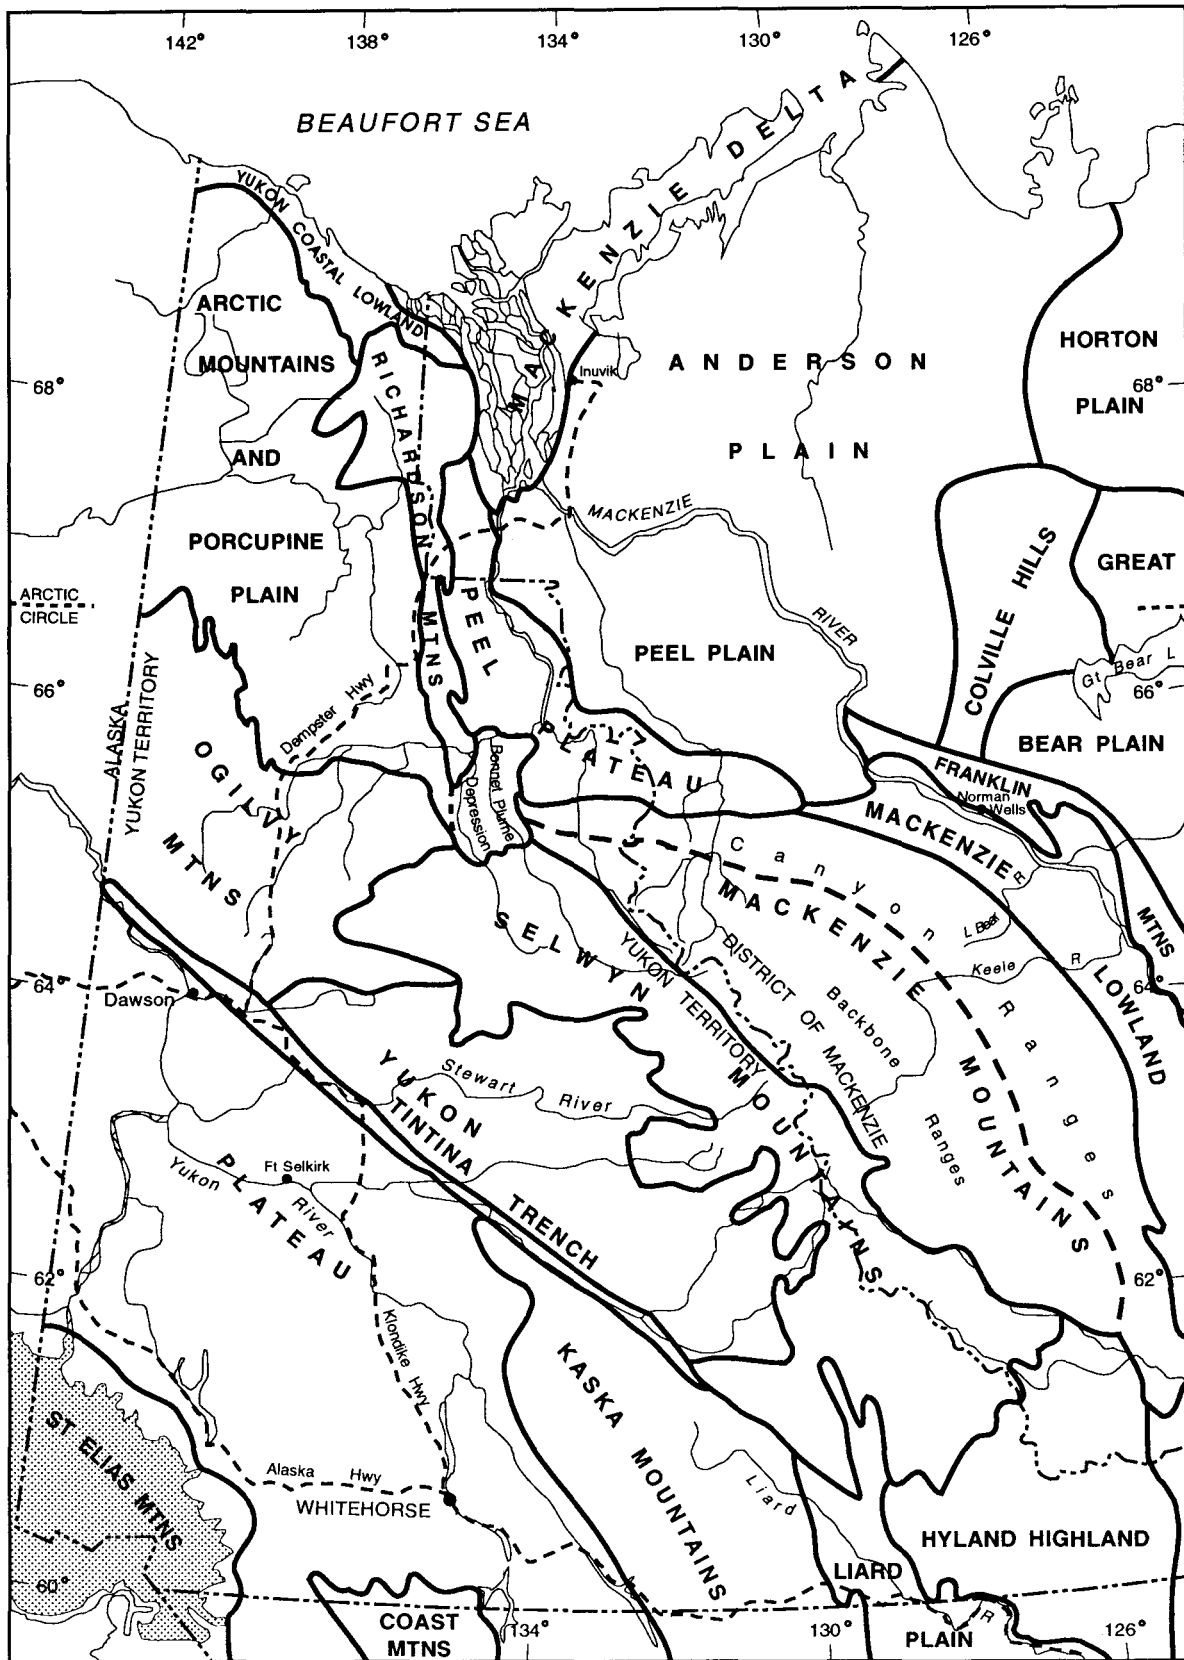 142°
138°
134°
130°
126°
BEAUFORT SEA
MACKENZIE DELTA
YUKON COASTAL LOWLAND
ARCTIC
MOUNTAINS
AND
PORCUPINE
PLAIN
RICHARDSON
MTNS
Inuvik
ANDERSON
PLAIN
HORTON
PLAIN
68°
68°
MACKENZIE
RIVER
COLVILLE HILLS
GREAT
ARCTIC
CIRCLE
PEEL
PLATEAU
PEEL PLAIN
Gt Bear L
66°
66°
BEAR PLAIN
ALASKA
YUKON TERRITORY
Dempster Hwy
OGILVY
MTNS
Bonnet Plume
Depression
FRANKLIN
MTNS
Norman
Wells
MACKENZIE
LOWLAND
R
Canyon
Ranges
MACKENZIE
MOUNTAINS
L Bear
Keele R
SELWYN
MOUNTAINS
YUKON TERRITORY
DISTRICT OF MACKENZIE
Backbone
Ranges
64°
64°
Dawson
YUKON
PLATEAU
Stewart
River
TINTINA
TRENCH
Ft Selkirk
Yukon
River
62°
62°
Klondike Hwy
KASKA MOUNTAINS
ST ELIAS MTNS
Alaska Hwy
WHITEHORSE
Liard
R
HYLAND HIGHLAND
LIARD
PLAIN
60°
COAST
MTNS
134°
130°
126°